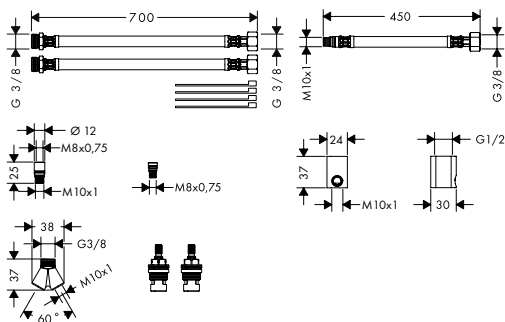 700
G 3/8
G 3/8
450
M10x1
G 3/8
Ø 12
M8x0,75
25
M10x1
M8x0,75
24
37
M10x1
G1/2
30
38
G3/8
37
M10x1
60°